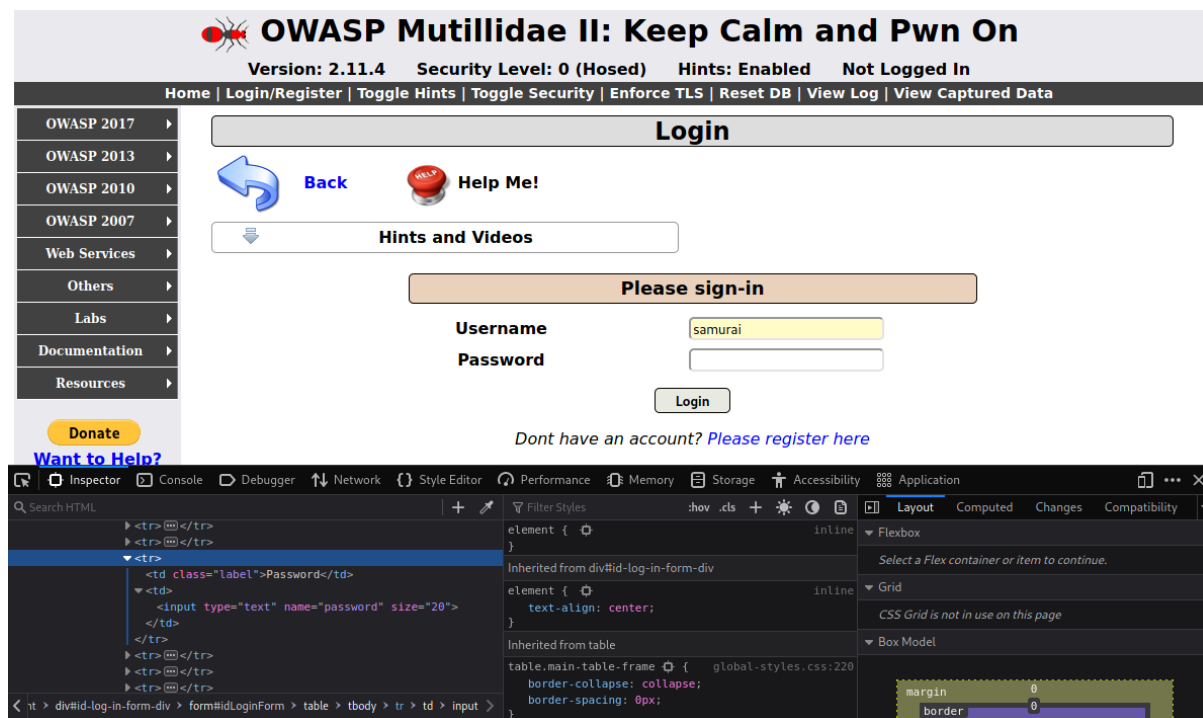 OWASP Mutillidae II: Keep Calm and Pwn On
Version: 2.11.4 Security Level: 0 (Hosed) Hints: Enabled Not Logged In
Home | Login/Register | Toggle Hints | Toggle Security | Enforce TLS | Reset DB | View Log | View Captured Data
OWASP 2017
OWASP 2013
OWASP 2010
OWASP 2007
Web Services
Others
Labs
Documentation
Resources
Donate
Want to Help?
Login
Back
HELP
Help Me!
Hints and Videos
Please sign-in
Username
samurai
Password
Login
Dont have an account? Please register here
Inspector Console Debugger Network Style Editor Performance Memory Storage Accessibility Application
Search HTML
<tr></tr>
<tr></tr>
<tr>
<td class="label">Password</td>
<td>
<input type="text" name="password" size="20">
</td>
</tr>
<tr></tr>
<tr></tr>
<tr></tr>
nt > div#id-log-in-form-div > form#idLoginForm > table > tbody > tr > td > input
Filter Styles :hov .cls
element { inline
}
Inherited from div#id-log-in-form-div
element { inline
text-align: center;
}
Inherited from table
table.main-table-frame { global-styles.css:220
border-collapse: collapse;
border-spacing: 0px;
}
Layout Computed Changes Compatibility
Flexbox
Select a Flex container or item to continue.
Grid
CSS Grid is not in use on this page
Box Model
margin 0
border 0